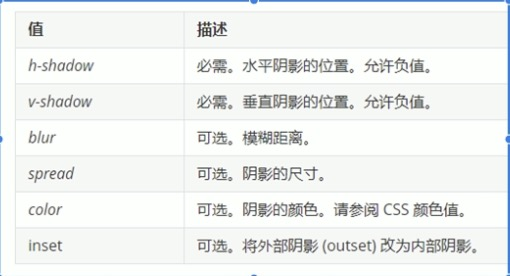 值 描述
h-shadow 必需。水平阴影的位置。允许负值。
v-shadow 必需。垂直阴影的位置。允许负值。
blur 可选。模糊距离。
spread 可选。阴影的尺寸。
color 可选。阴影的颜色。请参阅 CSS 颜色值。
inset 可选。将外部阴影 (outset) 改为内部阴影。